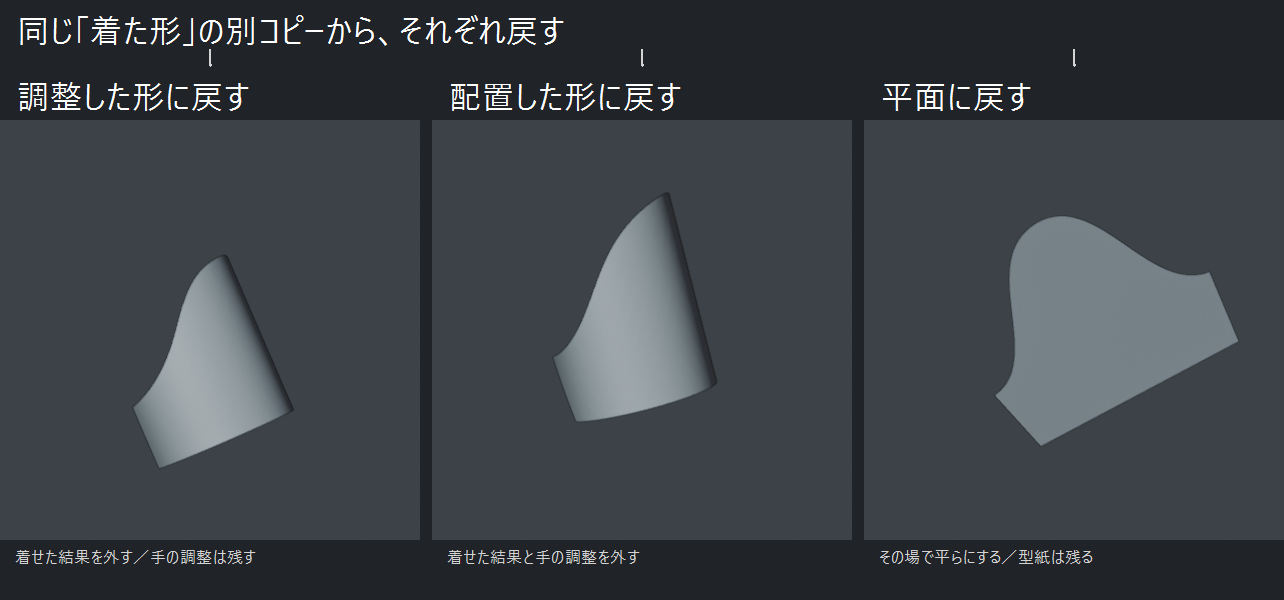 同じ「着た形」の別コピーから、それぞれ戻す
調整した形に戻す
配置した形に戻す
平面に戻す
着せた結果を外す／手の調整は残す
着せた結果と手の調整を外す
その場で平らにする／型紙は残る